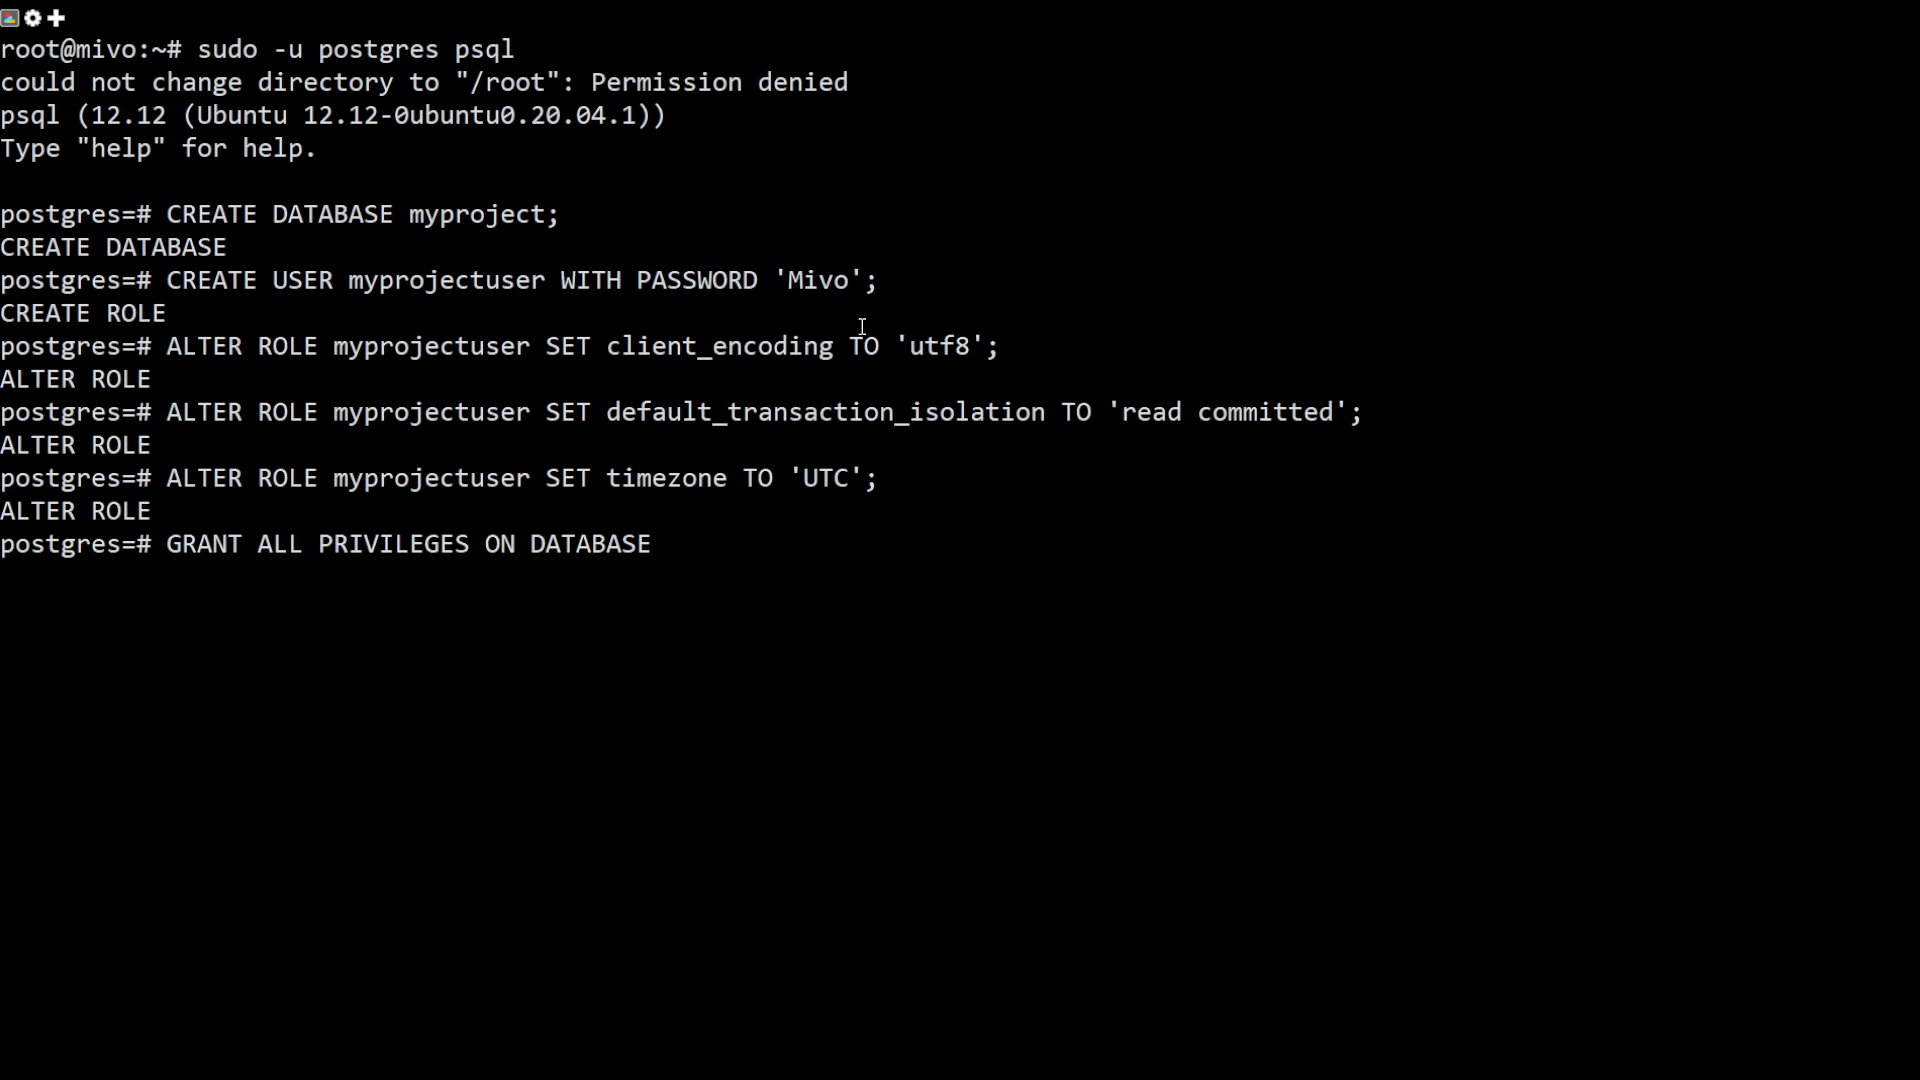 root@mivo:~# sudo -u postgres psql
could not change directory to "/root": Permission denied
psql (12.12 (Ubuntu 12.12-0ubuntu0.20.04.1))
Type "help" for help.
postgres=# CREATE DATABASE myproject;
CREATE DATABASE
postgres=# CREATE USER myprojectuser WITH PASSWORD 'Mivo';
CREATE ROLE
postgres=# ALTER ROLE myprojectuser SET client_encoding TO 'utf8';
ALTER ROLE
postgres=# ALTER ROLE myprojectuser SET default_transaction_isolation TO 'read committed';
ALTER ROLE
postgres=# ALTER ROLE myprojectuser SET timezone TO 'UTC';
ALTER ROLE
postgres=# GRANT ALL PRIVILEGES ON DATABASE